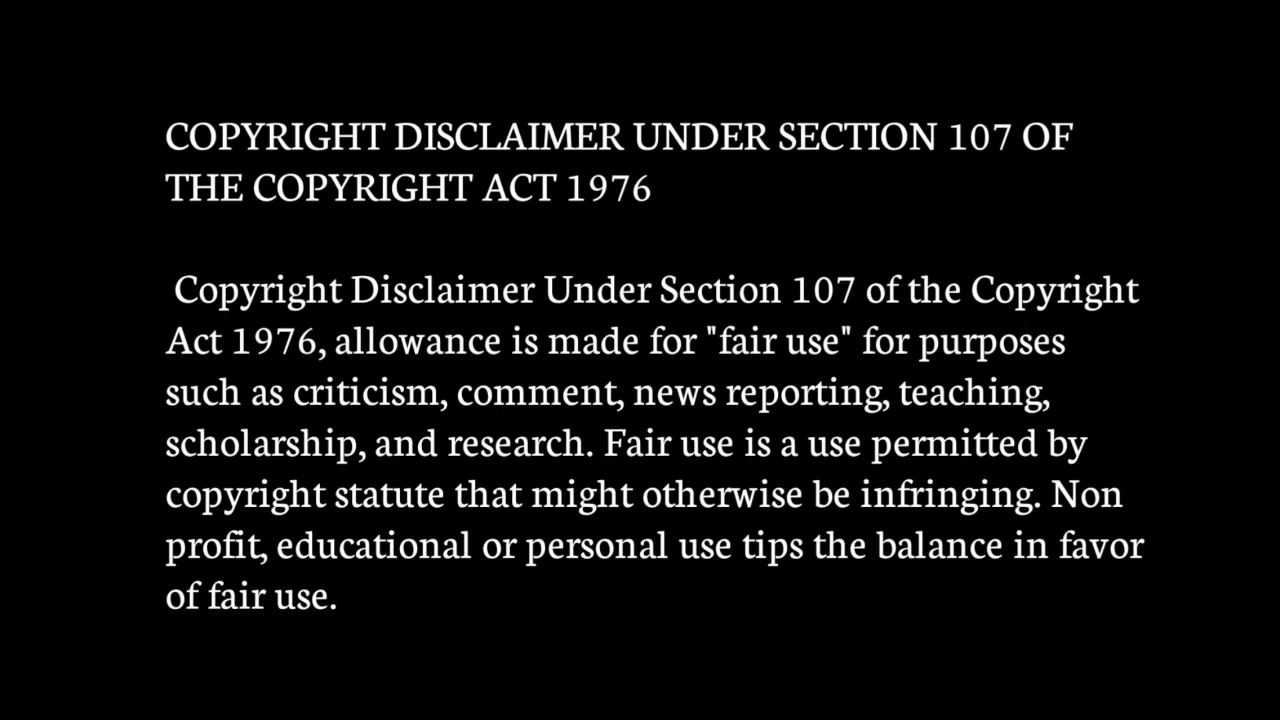 COPYRIGHT DISCLAIMER UNDER SECTION 107 OF
THE COPYRIGHT ACT 1976
Copyright Disclaimer Under Section 107 of the Copyright
Act 1976, allowance is made for "fair use" for purposes
such as criticism, comment, news reporting, teaching,
scholarship, and research. Fair use is a use permitted by
copyright statute that might otherwise be infringing. Non
profit, educational or personal use tips the balance in favor
of fair use.